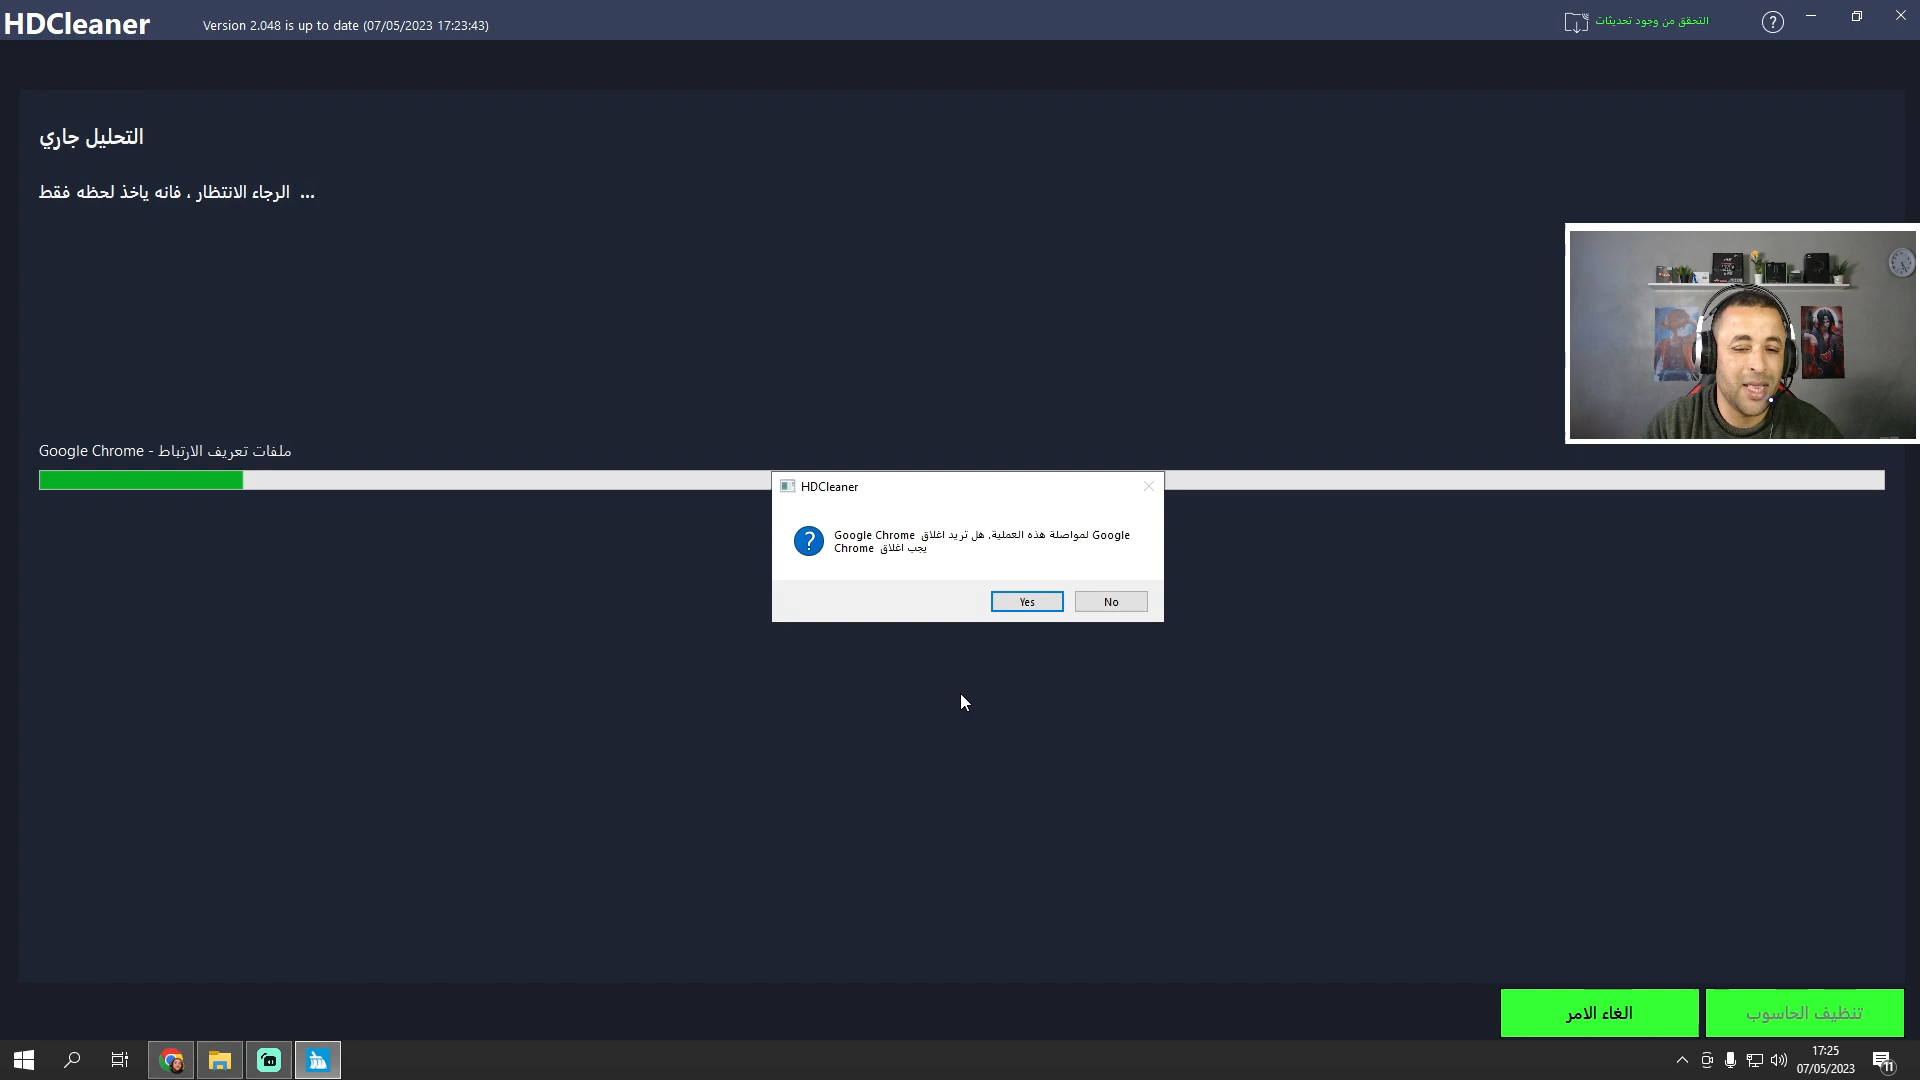 HDCleaner
Version 2.048 is up to date (07/05/2023 17:23:43)
التحقق من وجود تحديثات
التحليل جاري
الرجاء الانتظار ، فانه ياخذ لحظه فقط ...
Google Chrome - ملفات تعريف الارتباط
HDCleaner
Google Chrome لمواصلة هذه العملية, هل تريد اغلاق Google
Chrome يجب اغلاق
Yes
No
الغاء الامر
تنظيف الحاسوب
17:25
07/05/2023
11